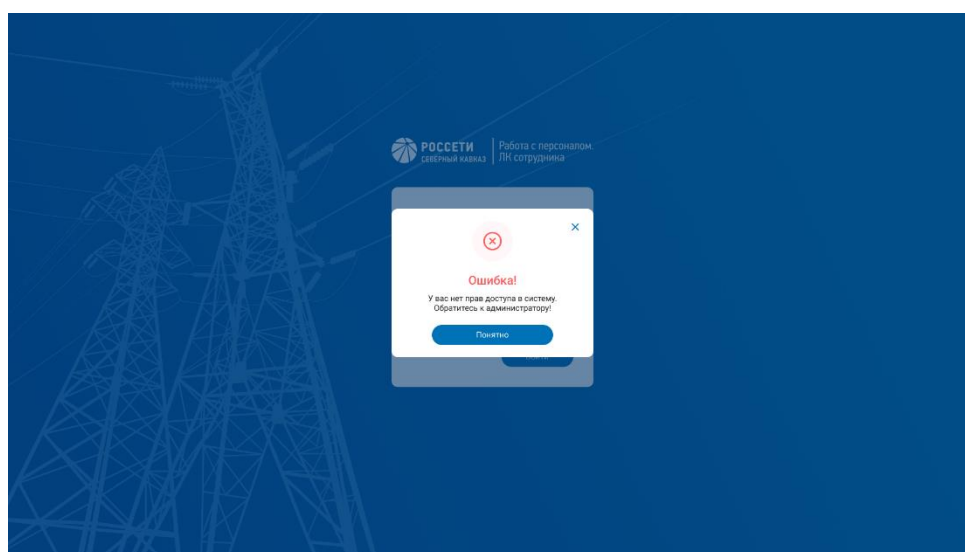 РОССЕТИ
СЕВЕРНЫЙ КАВКАЗ
Работа с персоналом.
ЛК сотрудника
Ошибка!
У вас нет прав доступа в систему.
Обратитесь к администратору!
Понятно